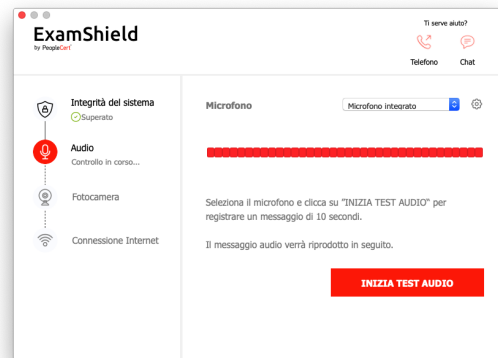 ExamShield
by PeopleCert
Ti serve aiuto?
Telefono
Chat
Integrità del sistema
Superato
Audio
Controllo in corso...
Fotocamera
Connessione Internet
Microfono
Microfono integrato
Seleziona il microfono e clicca su "INIZIA TEST AUDIO" per
registrare un messaggio di 10 secondi.
Il messaggio audio verrà riprodotto in seguito.
INIZIA TEST AUDIO